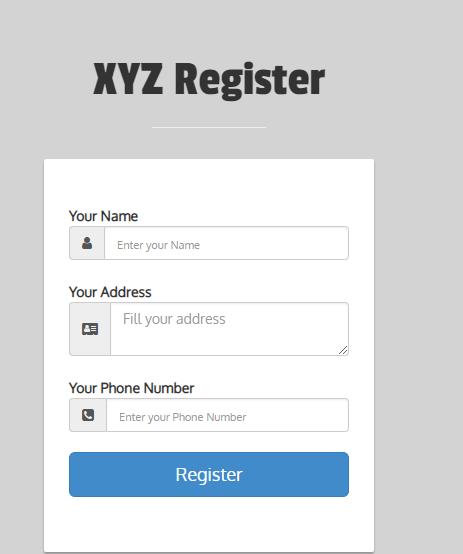 XYZ Register
Your Name
Enter your Name
Your Address
Fill your address
Your Phone Number
Enter your Phone Number
Register